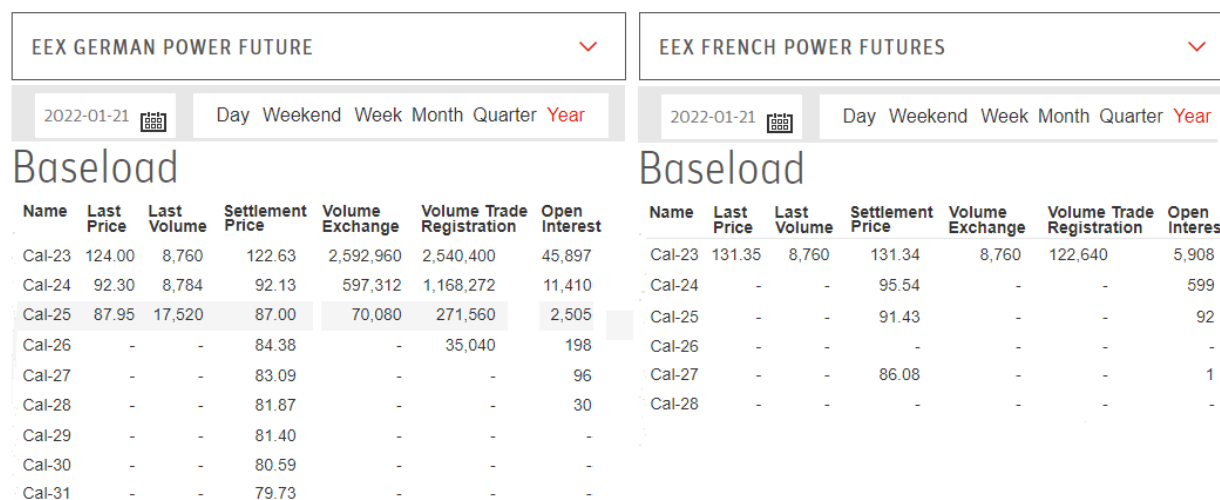 EEX GERMAN POWER FUTURE
2022-01-21 Day Weekend Week Month Quarter Year
Baseload
Name Last Price Last Volume Settlement Price Volume Exchange Volume Trade Registration Open Interest
Cal-23 124.00 8,760 122.63 2,592,960 2,540,400 45,897
Cal-24 92.30 8,784 92.13 597,312 1,168,272 11,410
Cal-25 87.95 17,520 87.00 70,080 271,560 2,505
Cal-26 - - 84.38 - 35,040 198
Cal-27 - - 83.09 - - 96
Cal-28 - - 81.87 - - 30
Cal-29 - - 81.40 - - -
Cal-30 - - 80.59 - - -
Cal-31 - - 79.73 - - -
EEX FRENCH POWER FUTURES
2022-01-21 Day Weekend Week Month Quarter Year
Baseload
Name Last Price Last Volume Settlement Price Volume Exchange Volume Trade Registration Open Interes
Cal-23 131.35 8,760 131.34 8,760 122,640 5,908
Cal-24 - - 95.54 - - 599
Cal-25 - - 91.43 - - 92
Cal-26 - - - - - -
Cal-27 - - 86.08 - - 1
Cal-28 - - - - - -